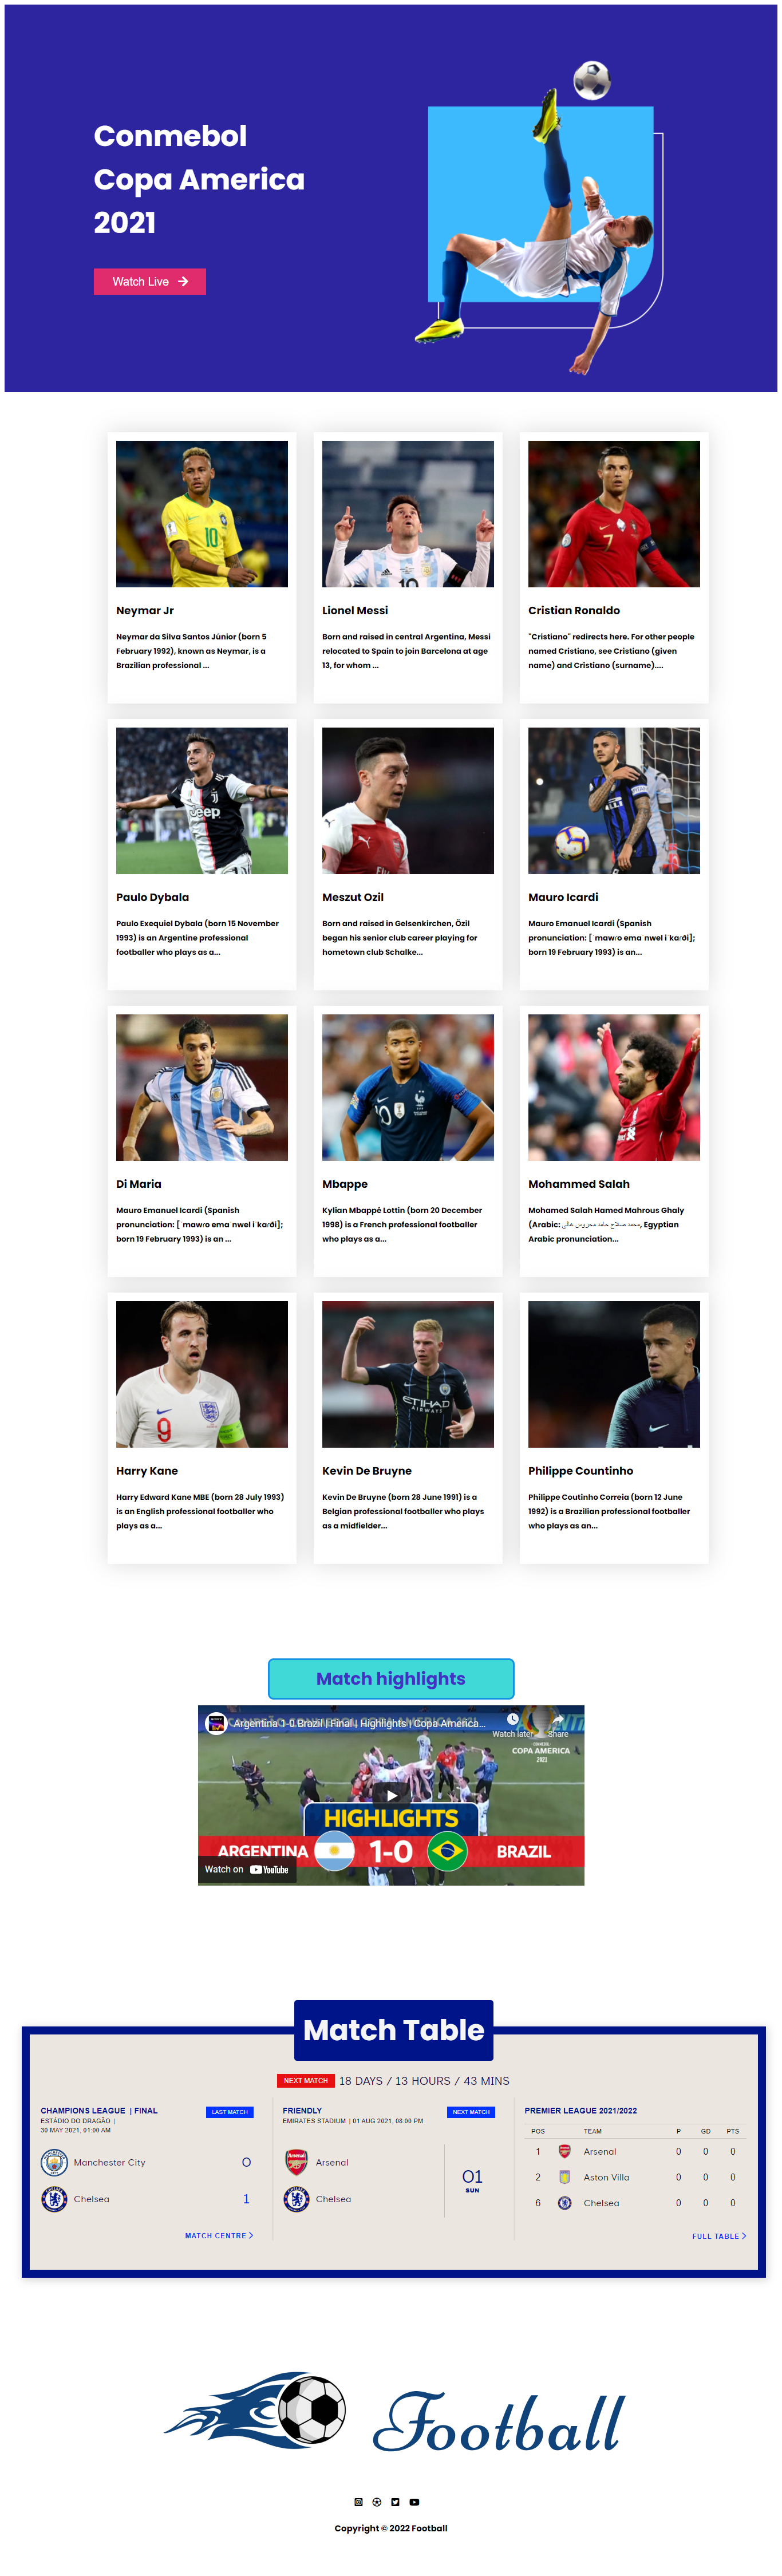 Conmebol
Copa America
2021
Watch Live
Neymar Jr
Neymar da Silva Santos Júnior (born 5
February 1992), known as Neymar, is a
Brazilian professional ...
Lionel Messi
Born and raised in central Argentina, Messi
relocated to Spain to join Barcelona at age
13, for whom ...
Cristian Ronaldo
"Cristiano" redirects here. For other people
named Cristiano, see Cristiano (given
name) and Cristiano (surname)....
Paulo Dybala
Paulo Exequiel Dybala (born 15 November
1993) is an Argentine professional
footballer who plays as a...
Meszut Ozil
Born and raised in Gelsenkirchen, Özil
began his senior club career playing for
hometown club Schalke...
Mauro Icardi
Mauro Emanuel Icardi (Spanish
pronunciation: [ˈmawɾo emaˈnwel iˈkaɾði];
born 19 February 1993) is an...
Di Maria
Mauro Emanuel Icardi (Spanish
pronunciation: [ˈmawɾo emaˈnwel iˈkaɾði];
born 19 February 1993) is an ...
Mbappe
Kylian Mbappé Lottin (born 20 December
1998) is a French professional footballer
who plays as a...
Mohammed Salah
Mohamed Salah Hamed Mahrous Ghaly
(Arabic: محمد صلاح حامد محروس غالى, Egyptian
Arabic pronunciation...
Harry Kane
Harry Edward Kane MBE (born 28 July 1993)
is an English professional footballer who
plays as a...
Kevin De Bruyne
Kevin De Bruyne (born 28 June 1991) is a
Belgian professional footballer who plays
as a midfielder...
Philippe Countinho
Philippe Coutinho Correia (born 12 June
1992) is a Brazilian professional footballer
who plays as an...
Match highlights
Argentina 1-0 Brazil | Final | Highlights | Copa America...
Watch later
Share
COPA AMERICA
2021
HIGHLIGHTS
ARGENTINA 1-0 BRAZIL
Watch on YouTube
Match Table
NEXT MATCH 18 DAYS / 13 HOURS / 43 MINS
CHAMPIONS LEAGUE | FINAL
LAST MATCH
ESTÁDIO DO DRAGÃO |
30 MAY 2021, 01:00 AM
Manchester City 0
Chelsea 1
MATCH CENTRE
FRIENDLY
NEXT MATCH
EMIRATES STADIUM | 01 AUG 2021, 08:00 PM
Arsenal
Chelsea
01
SUN
PREMIER LEAGUE 2021/2022
POS TEAM P GD PTS
1 Arsenal 0 0 0
2 Aston Villa 0 0 0
6 Chelsea 0 0 0
FULL TABLE
Football
Copyright © 2022 Football